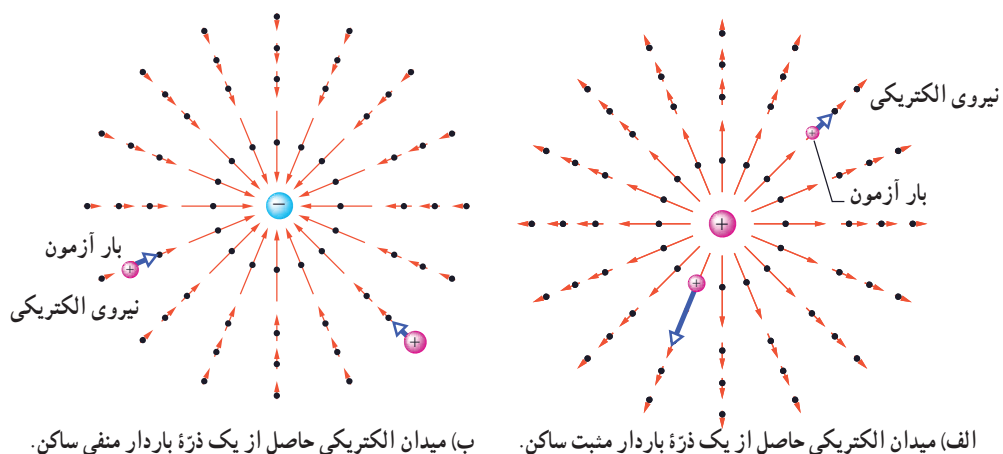 نیروی الکتریکی
بار آزمون
+
+
+
الف) میدان الکتریکی حاصل از یک ذرّهٔ باردار مثبت ساکن.
−
بار آزمون
+
نیروی الکتریکی
+
ب) میدان الکتریکی حاصل از یک ذرّهٔ باردار منفی ساکن.